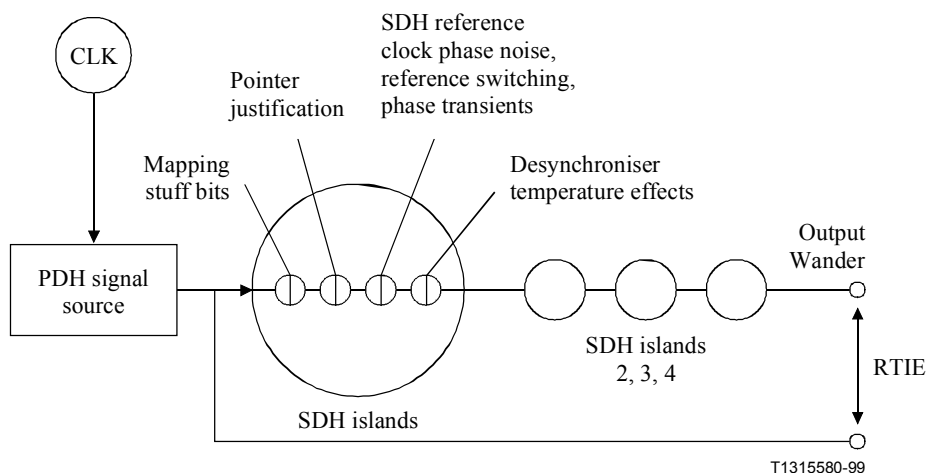 SDH reference
clock phase noise,
reference switching,
phase transients
CLK
Pointer
justification
Mapping
stuff bits
Desynchroniser
temperature effects
Output
Wander
PDH signal
source
SDH islands
2, 3, 4
RTIE
SDH islands
T1315580-99